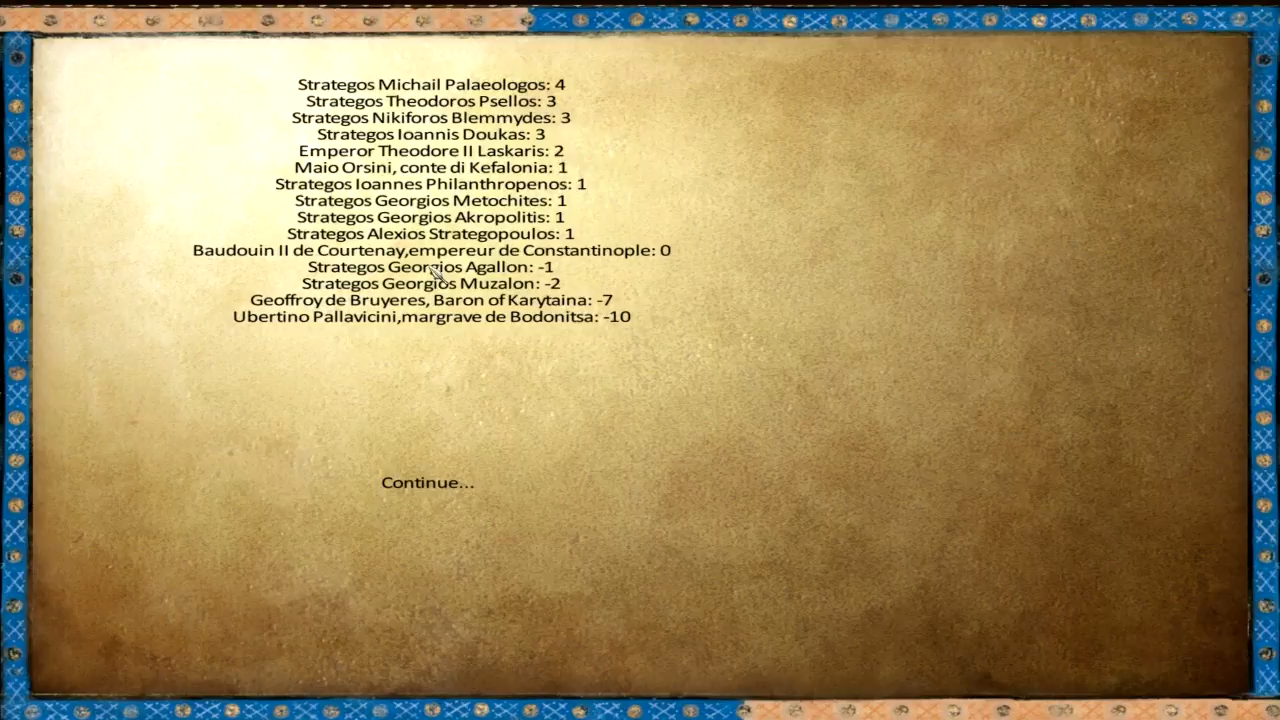 Strategos Michail Palaeologos: 4
Strategos Theodoros Psellos: 3
Strategos Nikiforos Blemmydes: 3
Strategos Ioannis Doukas: 3
Emperor Theodore II Laskaris: 2
Maio Orsini, conte di Kefalonia: 1
Strategos Ioannes Philanthropenos: 1
Strategos Georgios Metochites: 1
Strategos Georgios Akropolitis: 1
Strategos Alexios Strategopoulos: 1
Baudouin II de Courtenay,empereur de Constantinople: 0
Strategos Georgios Agallon: -1
Strategos Georgios Muzalon: -2
Geoffroy de Bruyeres, Baron of Karytaina: -7
Ubertino Pallavicini,margrave de Bodonitsa: -10
Continue...